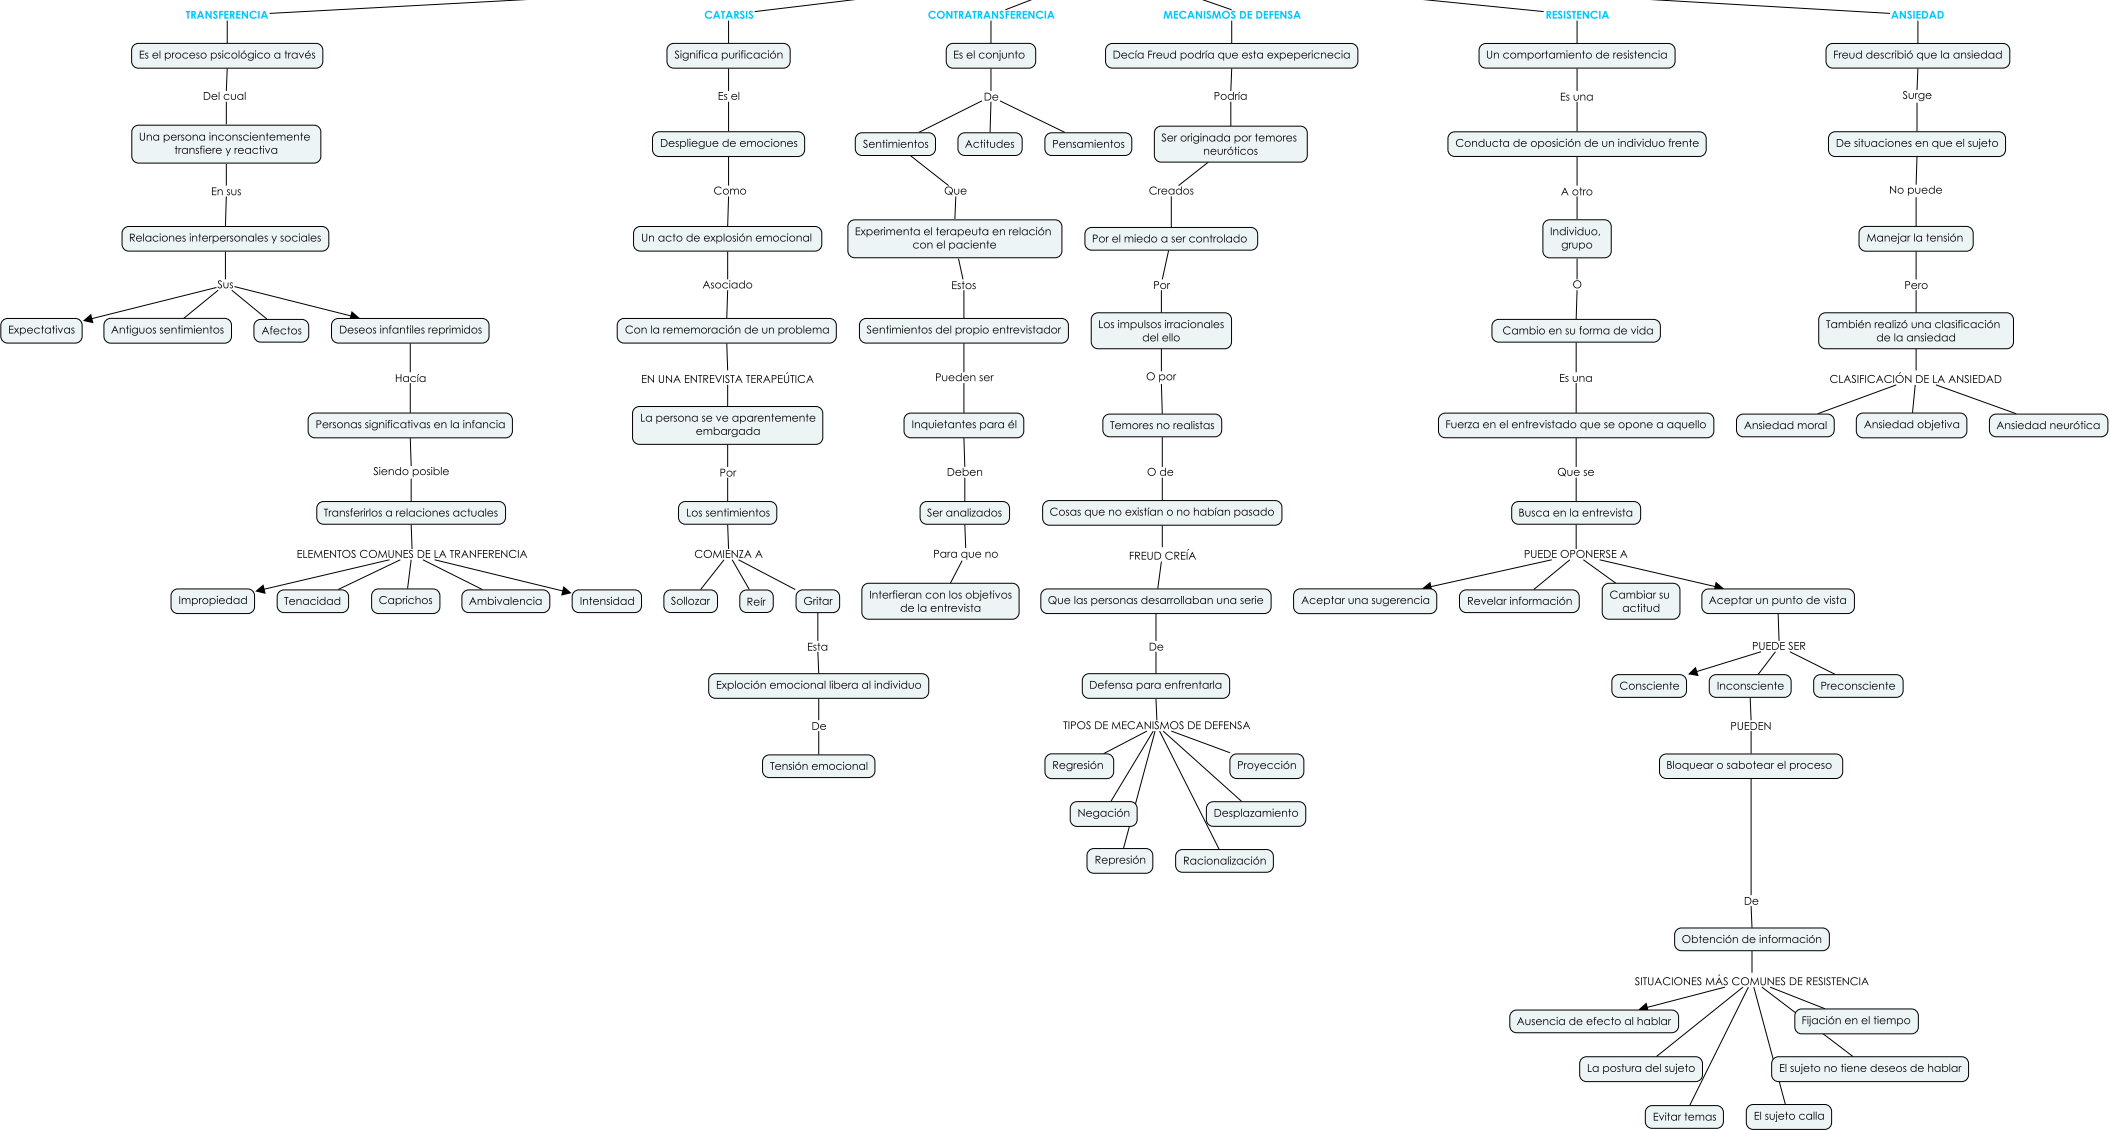 TRANSFERENCIA
Es el proceso psicológico a través
Del cual
Una persona inconscientemente
transfiere y reactiva
En sus
Relaciones interpersonales y sociales
Sus
Expectativas
Antiguos sentimientos
Afectos
Deseos infantiles reprimidos
Hacía
Personas significativas en la infancia
Siendo posible
Transferirlos a relaciones actuales
ELEMENTOS COMUNES DE LA TRANFERENCIA
Impropiedad
Tenacidad
Caprichos
Ambivalencia
Intensidad
CATARSIS
Significa purificación
Es el
Despliegue de emociones
Como
Un acto de explosión emocional
Asociado
Con la rememoración de un problema
EN UNA ENTREVISTA TERAPEÚTICA
La persona se ve aparentemente
embargada
Por
Los sentimientos
COMIENZA A
Sollozar
Reír
Gritar
Esta
Exploción emocional libera al individuo
De
Tensión emocional
CONTRATRANSFERENCIA
Es el conjunto
De
Sentimientos
Actitudes
Pensamientos
Que
Experimenta el terapeuta en relación
con el paciente
Estos
Sentimientos del propio entrevistador
Pueden ser
Inquietantes para él
Deben
Ser analizados
Para que no
Interfieran con los objetivos
de la entrevista
MECANISMOS DE DEFENSA
Decía Freud podría que esta expepericnecia
Podría
Ser originada por temores
neuróticos
Creados
Por el miedo a ser controlado
Por
Los impulsos irracionales
del ello
O por
Temores no realistas
O de
Cosas que no existían o no habían pasado
FREUD CREÍA
Que las personas desarrollaban una serie
De
Defensa para enfrentarla
TIPOS DE MECANISMOS DE DEFENSA
Regresión
Proyección
Negación
Desplazamiento
Represión
Racionalización
RESISTENCIA
Un comportamiento de resistencia
Es una
Conducta de oposición de un individuo frente
A otro
Individuo,
grupo
O
Cambio en su forma de vida
Es una
Fuerza en el entrevistado que se opone a aquello
Que se
Busca en la entrevista
PUEDE OPONERSE A
Aceptar una sugerencia
Revelar información
Cambiar su
actitud
Aceptar un punto de vista
PUEDE SER
Consciente
Inconsciente
Preconsciente
PUEDEN
Bloquear o sabotear el proceso
De
Obtención de información
SITUACIONES MÁS COMUNES DE RESISTENCIA
Ausencia de efecto al hablar
Fijación en el tiempo
La postura del sujeto
El sujeto no tiene deseos de hablar
Evitar temas
El sujeto calla
ANSIEDAD
Freud describió que la ansiedad
Surge
De situaciones en que el sujeto
No puede
Manejar la tensión
Pero
También realizó una clasificación
de la ansiedad
CLASIFICACIÓN DE LA ANSIEDAD
Ansiedad moral
Ansiedad objetiva
Ansiedad neurótica